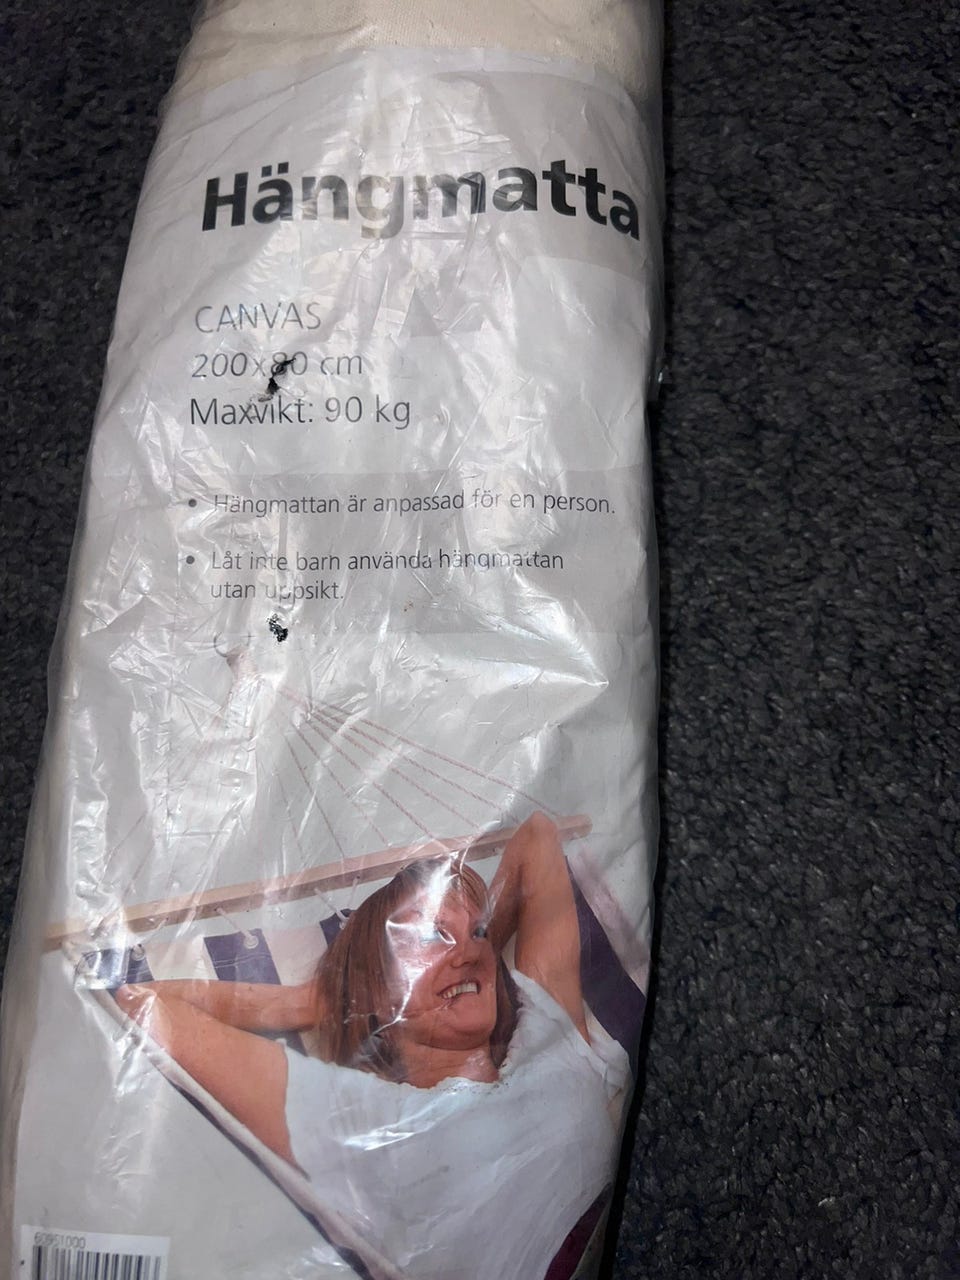 Hängmatta
CANVAS
200x80 cm
Maxvikt: 90 kg
• Hängmattan är anpassad för en person.
• Låt inte barn använda hängmattan
utan uppsikt.